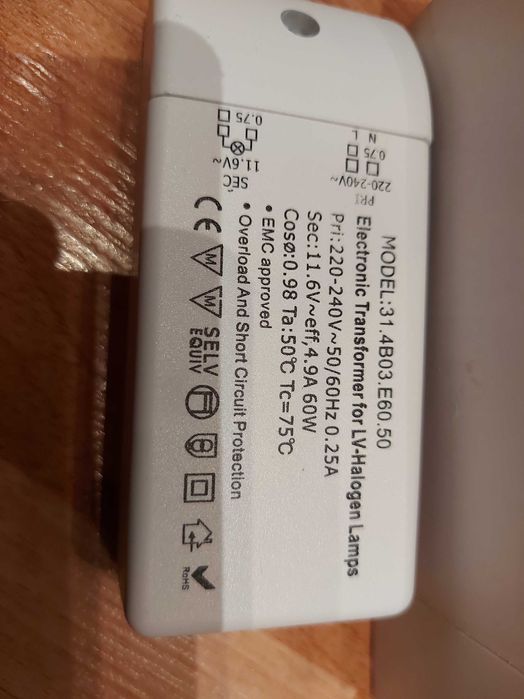 MODEL:31.4B03.E60.50
Electronic Transformer for LV-Halogen Lamps
Pri:220-240V~50/60Hz 0.25A
Sec:11.6V~eff,4.9A 60W
Cosø:0.98 Ta:50℃ Tc=75℃
• EMC approved
• Overload And Short Circuit Protection
CE M M SELV
EQUIV
RoHS
PRI
220-240V~
0.75
N
L
SEC
11.6V~
0.75